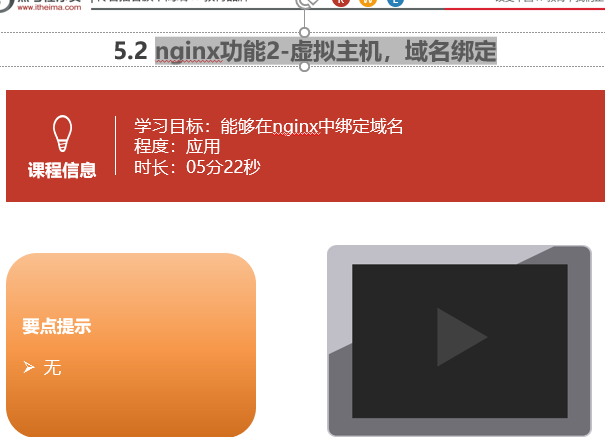 www.itheima.com
5.2 nginx功能2-虚拟主机，域名绑定
学习目标：能够在nginx中绑定域名
程度：应用
时长：05分22秒
课程信息
要点提示
➢ 无